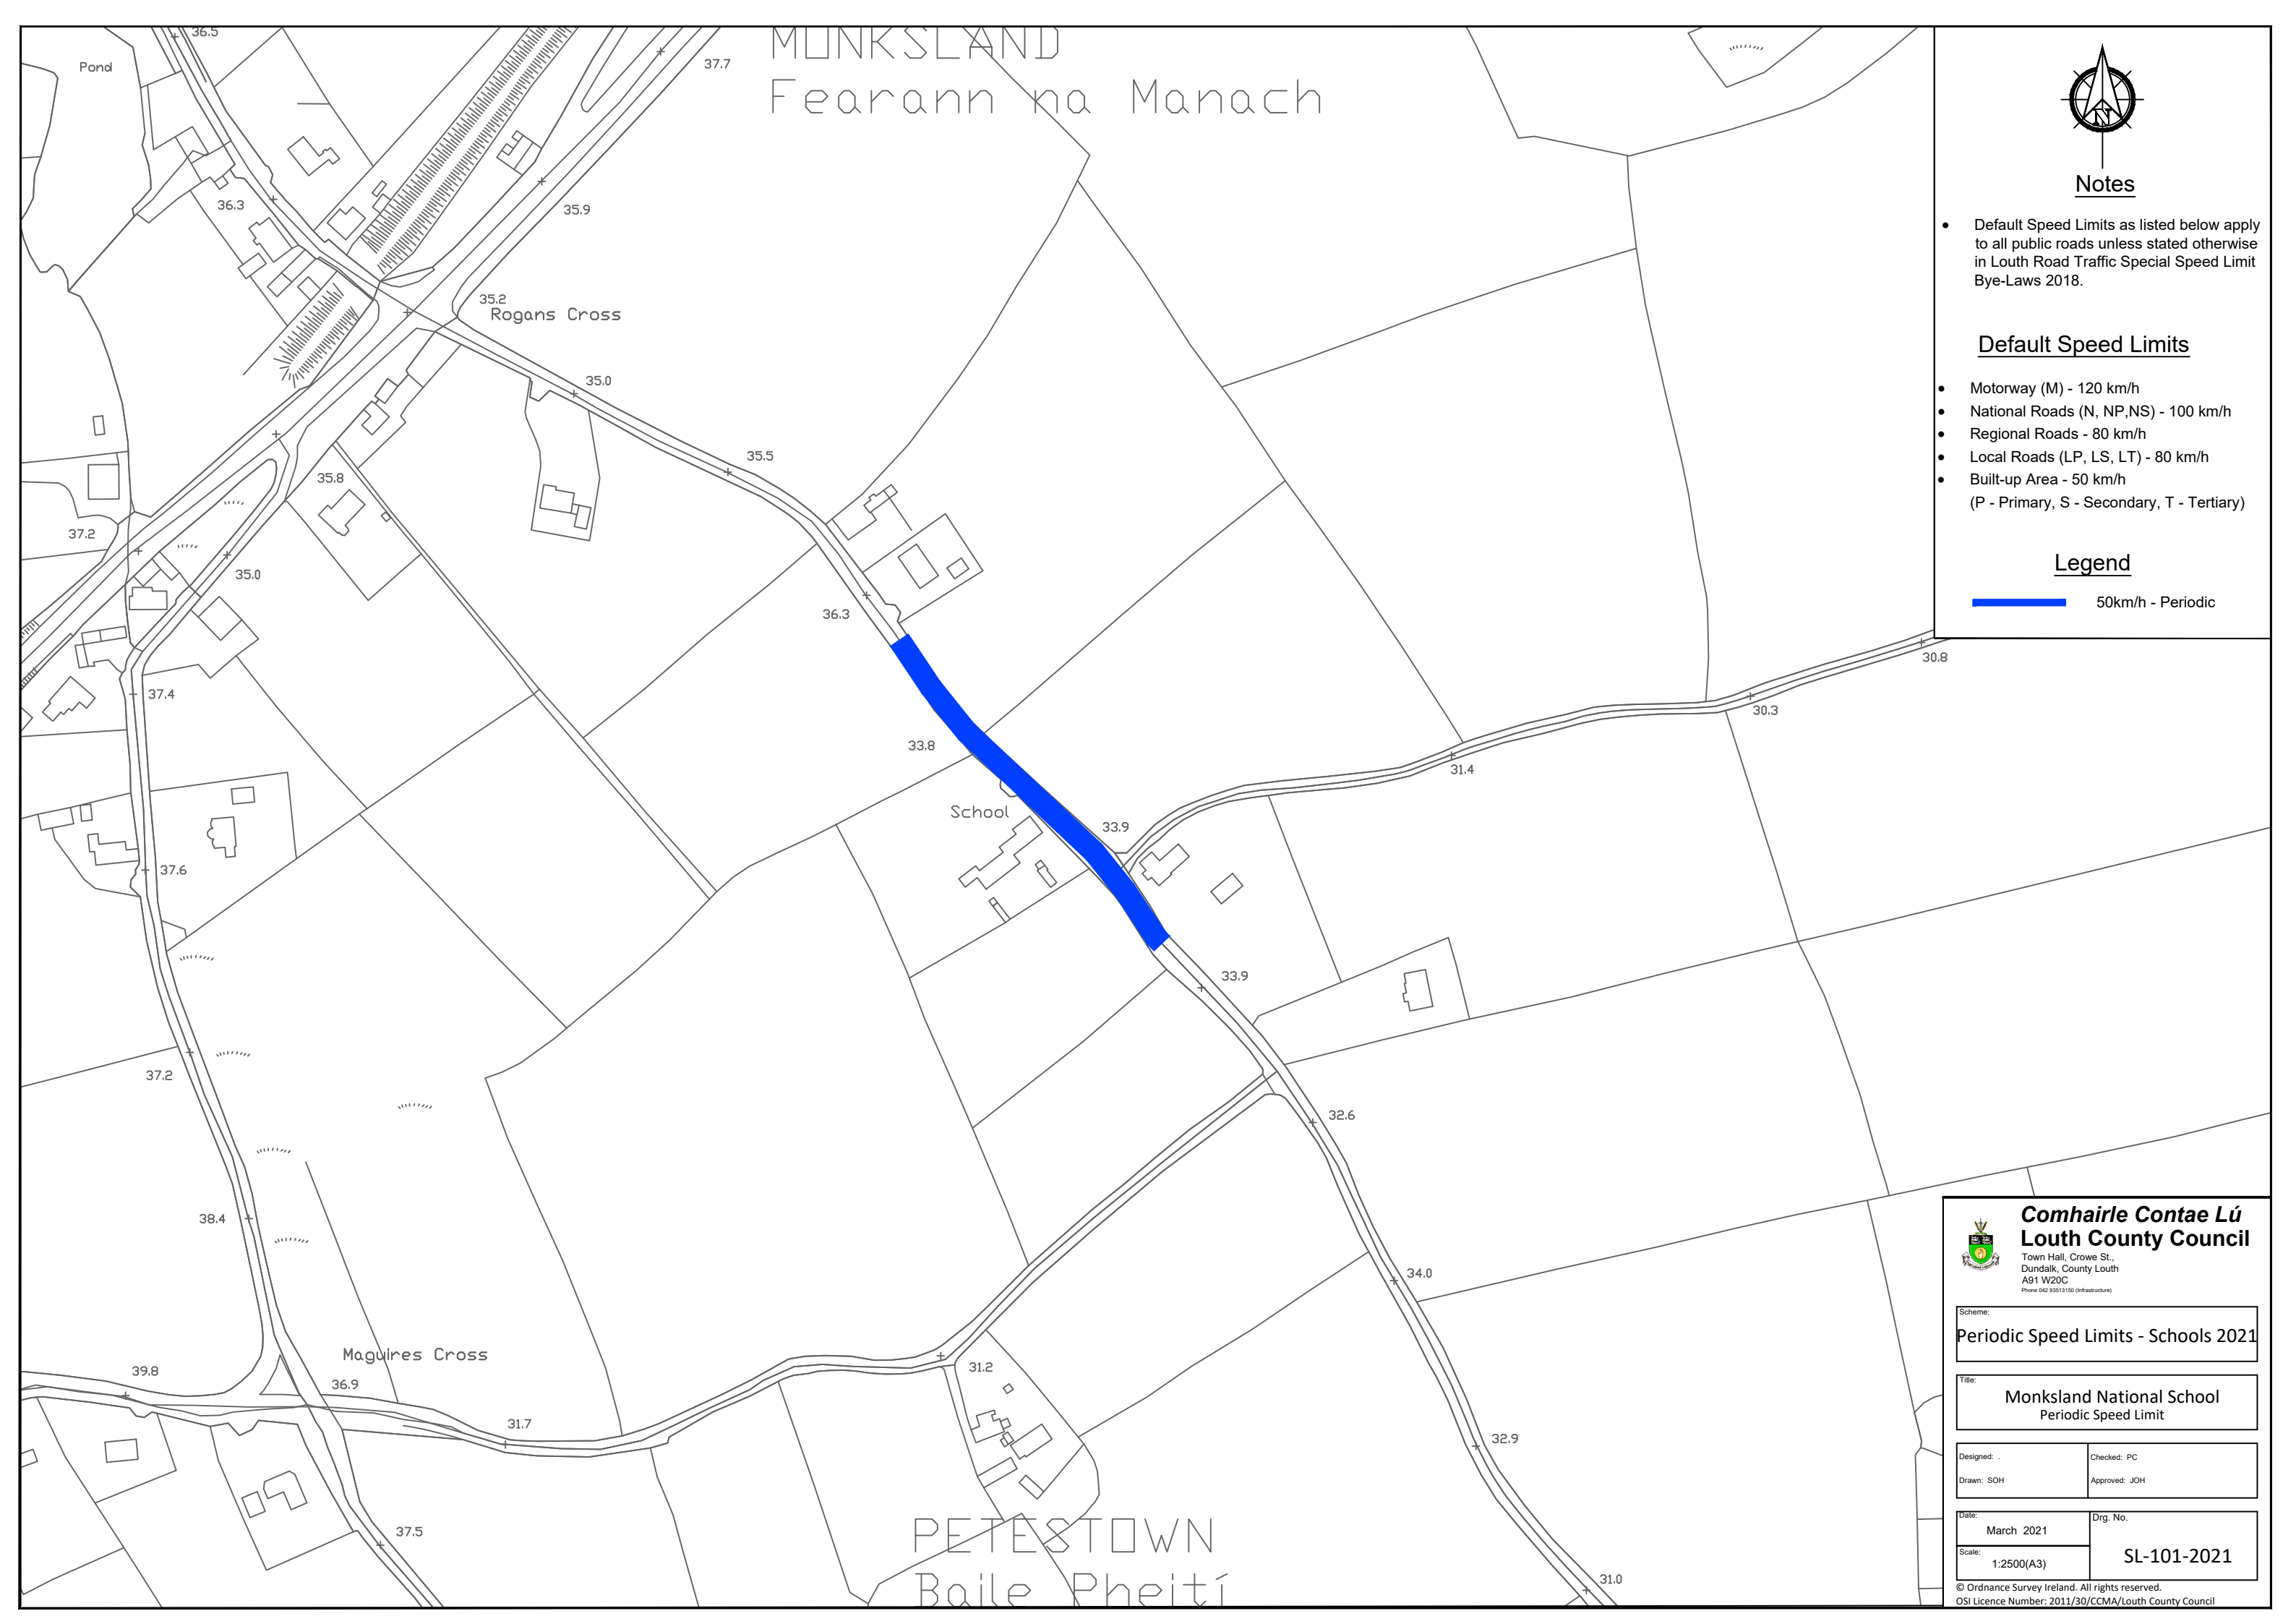 MONKSLAND
Fearann na Manach
36.5
Pond
37.7
36.3
35.9
35.2
Rogans Cross
35.0
35.5
35.8
37.2
35.0
36.3
37.4
33.8
School
33.9
37.6
30.8
30.3
31.4
33.9
37.2
32.6
38.4
34.0
Maguires Cross
39.8
36.9
31.2
31.7
32.9
37.5
31.0
PETESTOWN
Baile Pheití
N
Notes
• Default Speed Limits as listed below apply
to all public roads unless stated otherwise
in Louth Road Traffic Special Speed Limit
Bye-Laws 2018.
Default Speed Limits
• Motorway (M) - 120 km/h
• National Roads (N, NP,NS) - 100 km/h
• Regional Roads - 80 km/h
• Local Roads (LP, LS, LT) - 80 km/h
• Built-up Area - 50 km/h
(P - Primary, S - Secondary, T - Tertiary)
Legend
50km/h - Periodic
Comhairle Contae Lú
Louth County Council
Town Hall, Crowe St.,
Dundalk, County Louth
A91 W20C
Phone 042 93513150 (Infrastructure)
Scheme:
Periodic Speed Limits - Schools 2021
Title:
Monksland National School
Periodic Speed Limit
Designed: .
Checked: PC
Drawn: SOH
Approved: JOH
Date:
March 2021
Drg. No.
SL-101-2021
Scale:
1:2500(A3)
© Ordnance Survey Ireland. All rights reserved.
OSI Licence Number: 2011/30/CCMA/Louth County Council